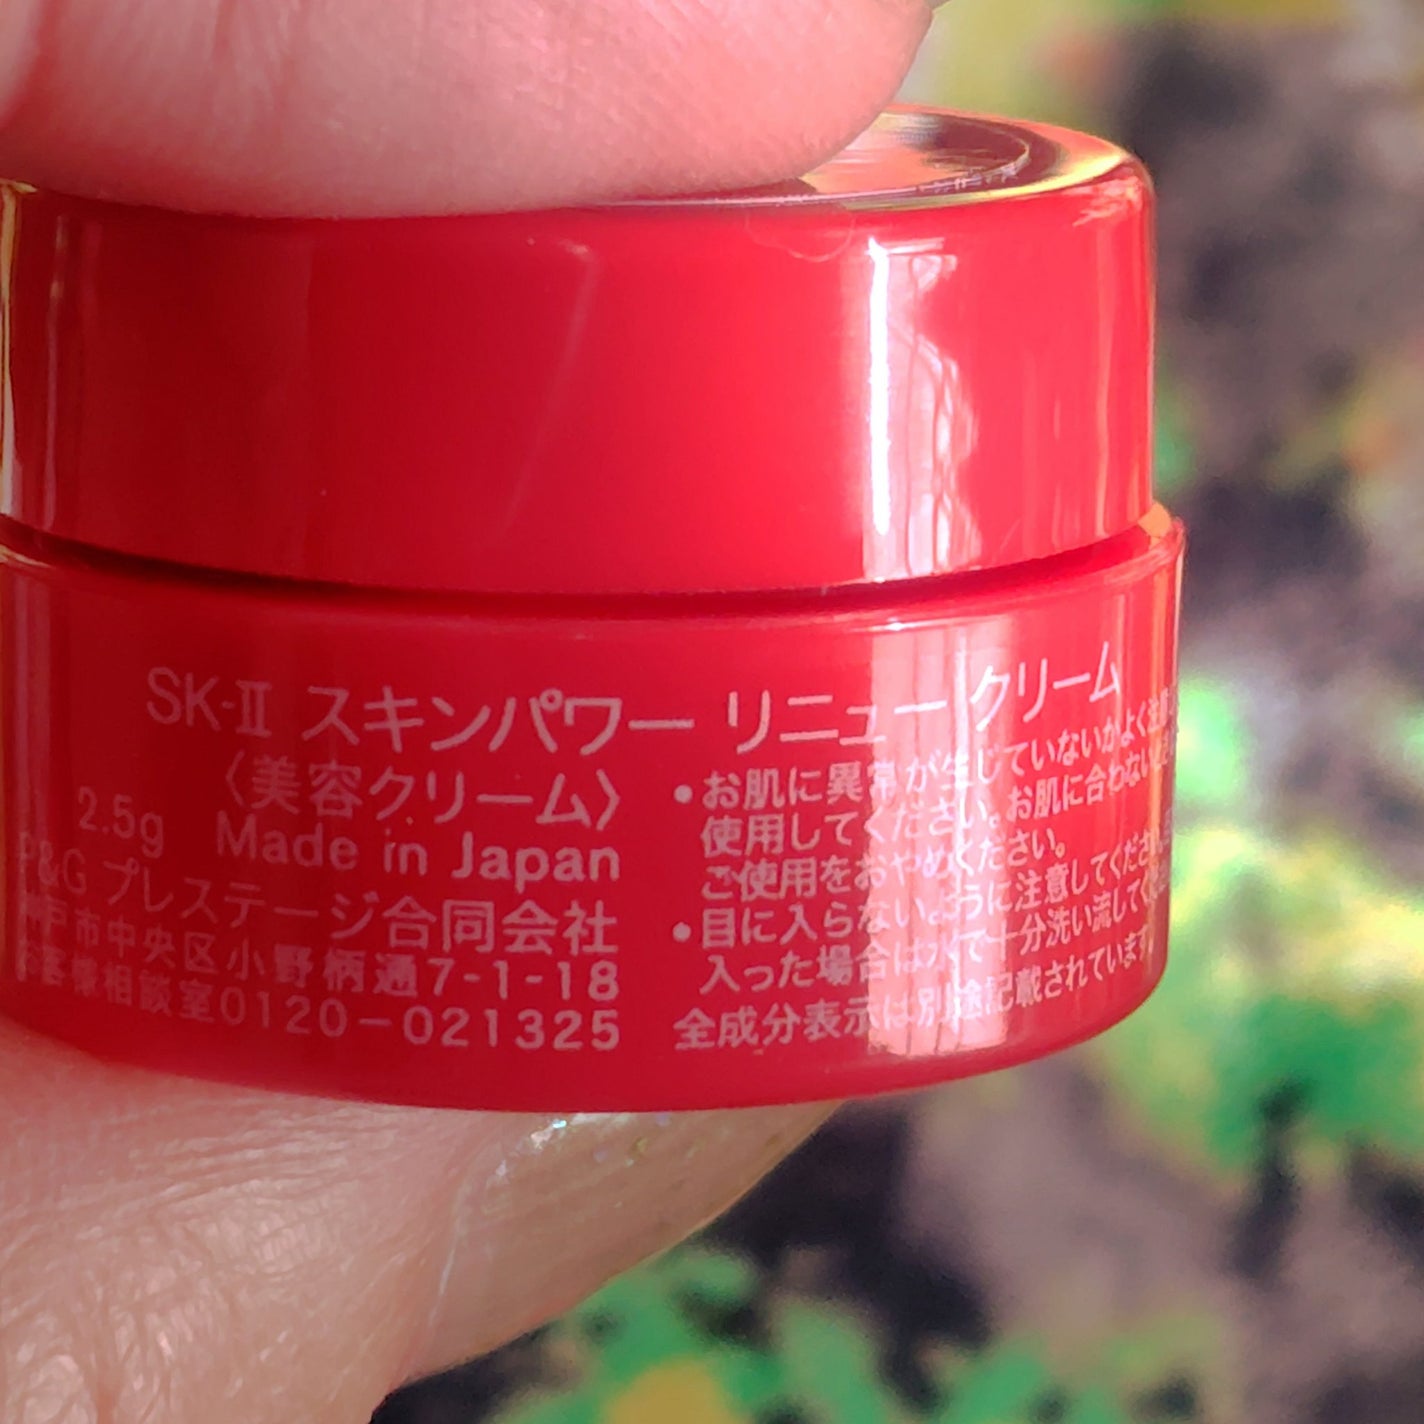 SK-Ⅱ スキンパワー リニュー クリーム
〈美容クリーム〉
2.5g Made in Japan
P&G プレステージ合同会社
神戸市中央区小野柄通7-1-18
お客様相談室0120-021325
•お肌に異常が生じていないかよく注意
使用してください。お肌に合わない
ご使用をおやめください。
•目に入らないように注意してください
入った場合は水で十分洗い流して
全成分表示は別途記載されています